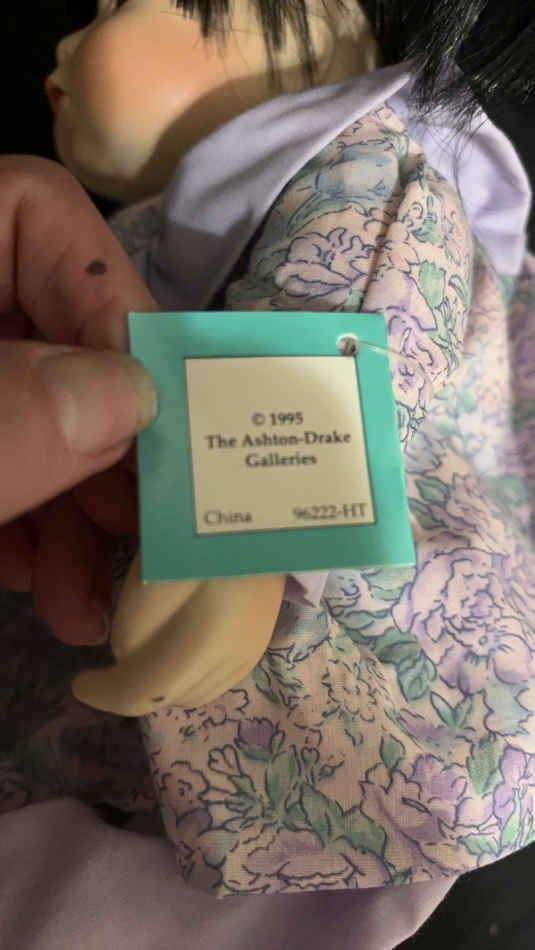 © 1995
The Ashton-Drake
Galleries
China 96222-HT